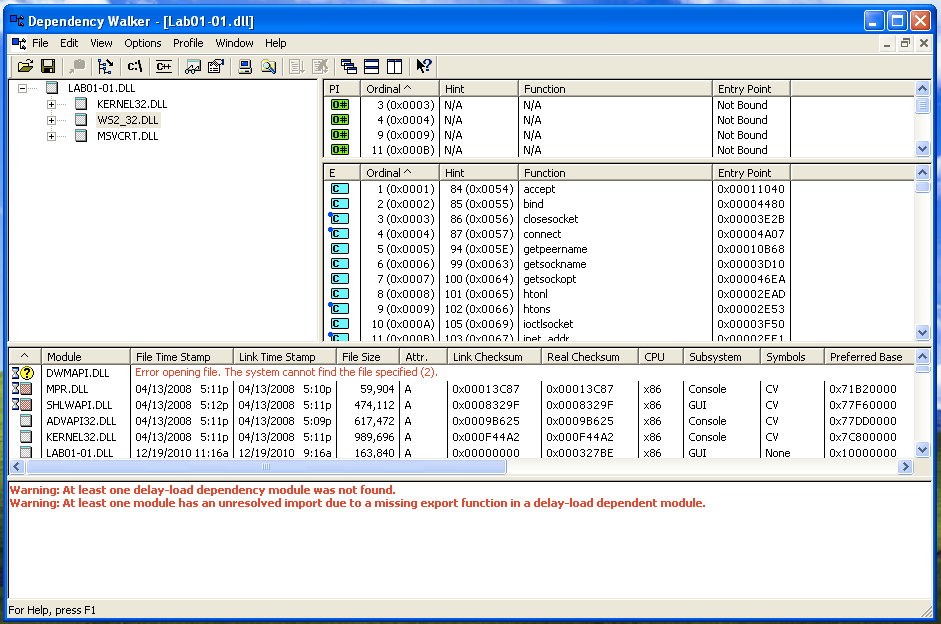 Dependency Walker - [Lab01-01.dll]
File Edit View Options Profile Window Help
c:\ C++
LAB01-01.DLL
KERNEL32.DLL
WS2_32.DLL
MSVCRT.DLL
PI Ordinal ^ Hint Function Entry Point
O# 3 (0x0003) N/A N/A Not Bound
O# 4 (0x0004) N/A N/A Not Bound
O# 9 (0x0009) N/A N/A Not Bound
O# 11 (0x000B) N/A N/A Not Bound
E Ordinal ^ Hint Function Entry Point
C 1 (0x0001) 84 (0x0054) accept 0x00011040
C 2 (0x0002) 85 (0x0055) bind 0x00004480
C 3 (0x0003) 86 (0x0056) closesocket 0x00003E2B
C 4 (0x0004) 87 (0x0057) connect 0x00004A07
C 5 (0x0005) 94 (0x005E) getpeername 0x00010B68
C 6 (0x0006) 99 (0x0063) getsockname 0x00003D10
C 7 (0x0007) 100 (0x0064) getsockopt 0x000046EA
C 8 (0x0008) 101 (0x0065) htonl 0x00002EAD
C 9 (0x0009) 102 (0x0066) htons 0x00002E53
C 10 (0x000A) 105 (0x0069) ioctlsocket 0x00003F50
C 11 (0x000B) 103 (0x0067) inet_addr 0x00002EE1
^ Module File Time Stamp Link Time Stamp File Size Attr. Link Checksum Real Checksum CPU Subsystem Symbols Preferred Base
? DWMAPI.DLL Error opening file. The system cannot find the file specified (2).
MPR.DLL 04/13/2008 5:11p 04/13/2008 5:10p 59,904 A 0x00013C87 0x00013C87 x86 Console CV 0x71B20000
SHLWAPI.DLL 04/13/2008 5:12p 04/13/2008 5:11p 474,112 A 0x0008329F 0x0008329F x86 GUI CV 0x77F60000
ADVAPI32.DLL 04/13/2008 5:11p 04/13/2008 5:09p 617,472 A 0x0009B625 0x0009B625 x86 Console CV 0x77DD0000
KERNEL32.DLL 04/13/2008 5:11p 04/13/2008 5:11p 989,696 A 0x000F44A2 0x000F44A2 x86 Console CV 0x7C800000
LAB01-01.DLL 12/19/2010 11:16a 12/19/2010 9:16a 163,840 A 0x00000000 0x000327BE x86 GUI None 0x10000000
Warning: At least one delay-load dependency module was not found.
Warning: At least one module has an unresolved import due to a missing export function in a delay-load dependent module.
For Help, press F1